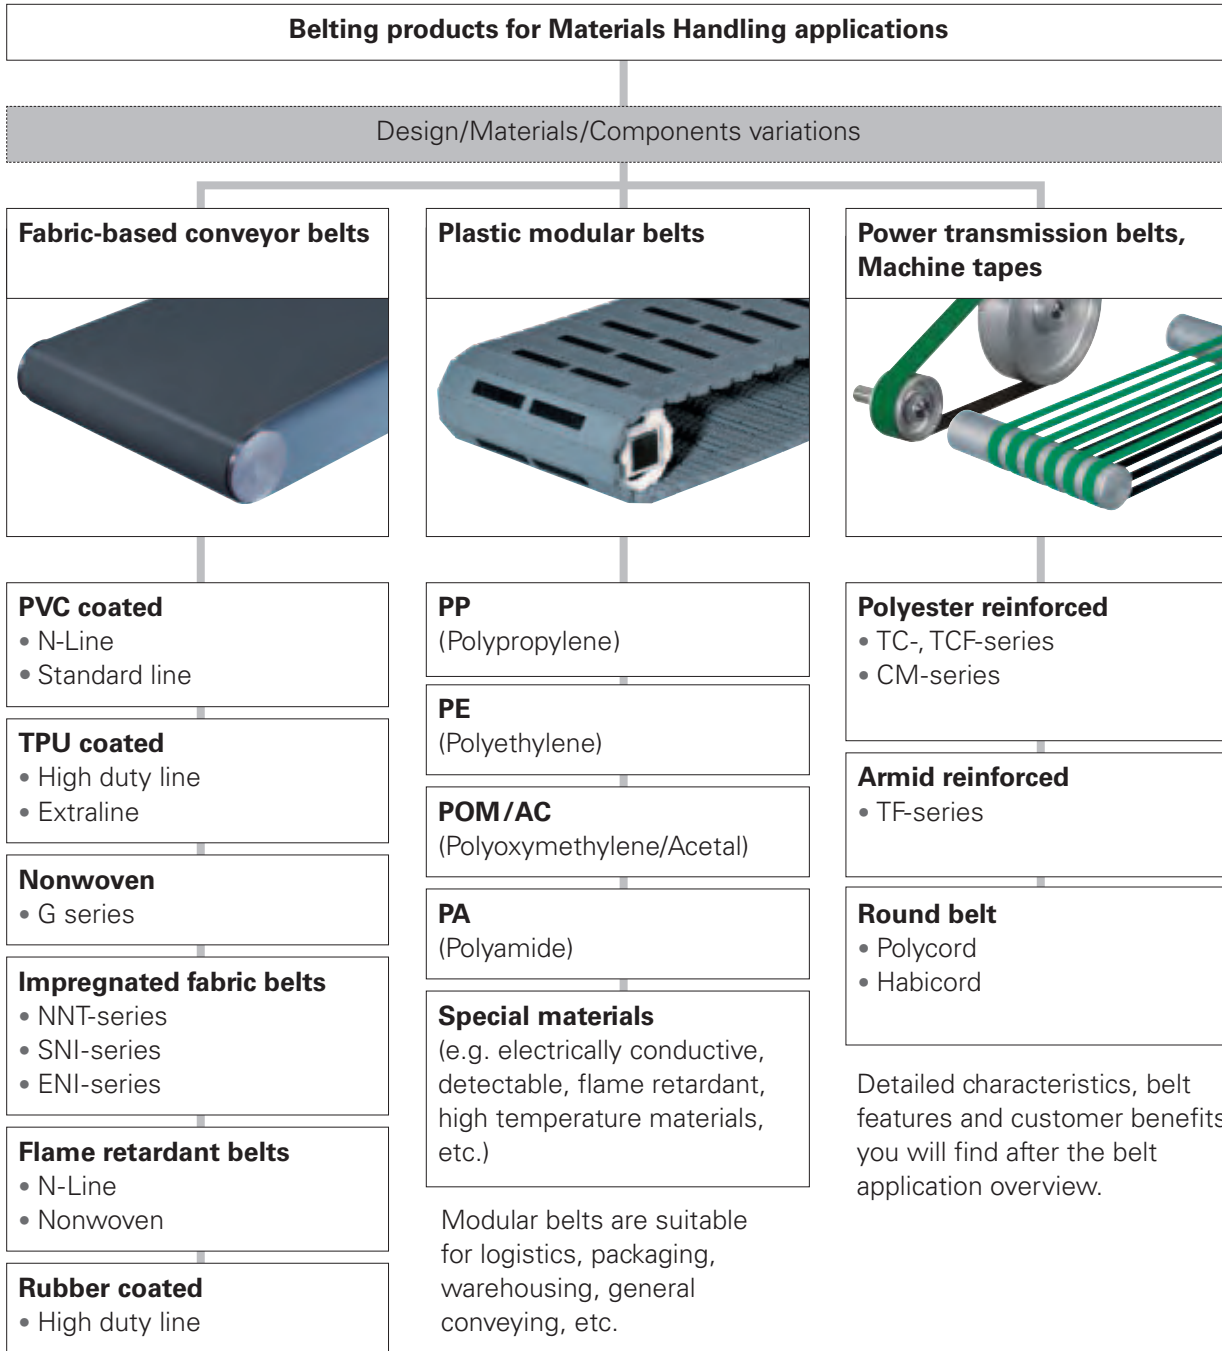 Belting products for Materials Handling applications
Design/Materials/Components variations
Fabric-based conveyor belts
PVC coated
• N-Line
• Standard line
TPU coated
• High duty line
• Extraline
Nonwoven
• G series
Impregnated fabric belts
• NNT-series
• SNI-series
• ENI-series
Flame retardant belts
• N-Line
• Nonwoven
Rubber coated
• High duty line
Plastic modular belts
PP
(Polypropylene)
PE
(Polyethylene)
POM/AC
(Polyoxymethylene/Acetal)
PA
(Polyamide)
Special materials
(e.g. electrically conductive,
detectable, flame retardant,
high temperature materials,
etc.)
Modular belts are suitable
for logistics, packaging,
warehousing, general
conveying, etc.
Power transmission belts,
Machine tapes
Polyester reinforced
• TC-, TCF-series
• CM-series
Armid reinforced
• TF-series
Round belt
• Polycord
• Habicord
Detailed characteristics, belt
features and customer benefits
you will find after the belt
application overview.